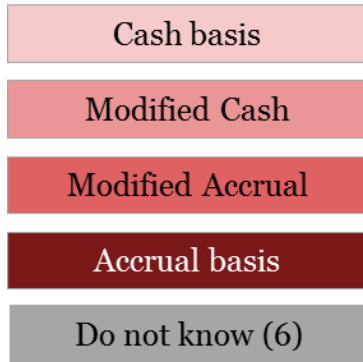 Cash basis
Modified Cash
Modified Accrual
Accrual basis
Do not know (6)